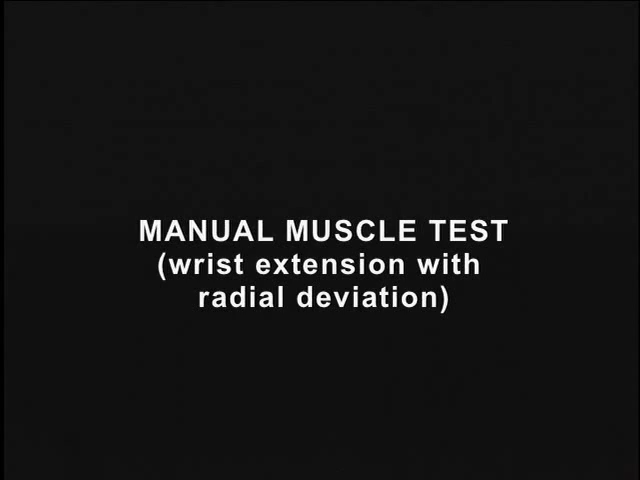 MANUAL MUSCLE TEST
(wrist extension with
radial deviation)